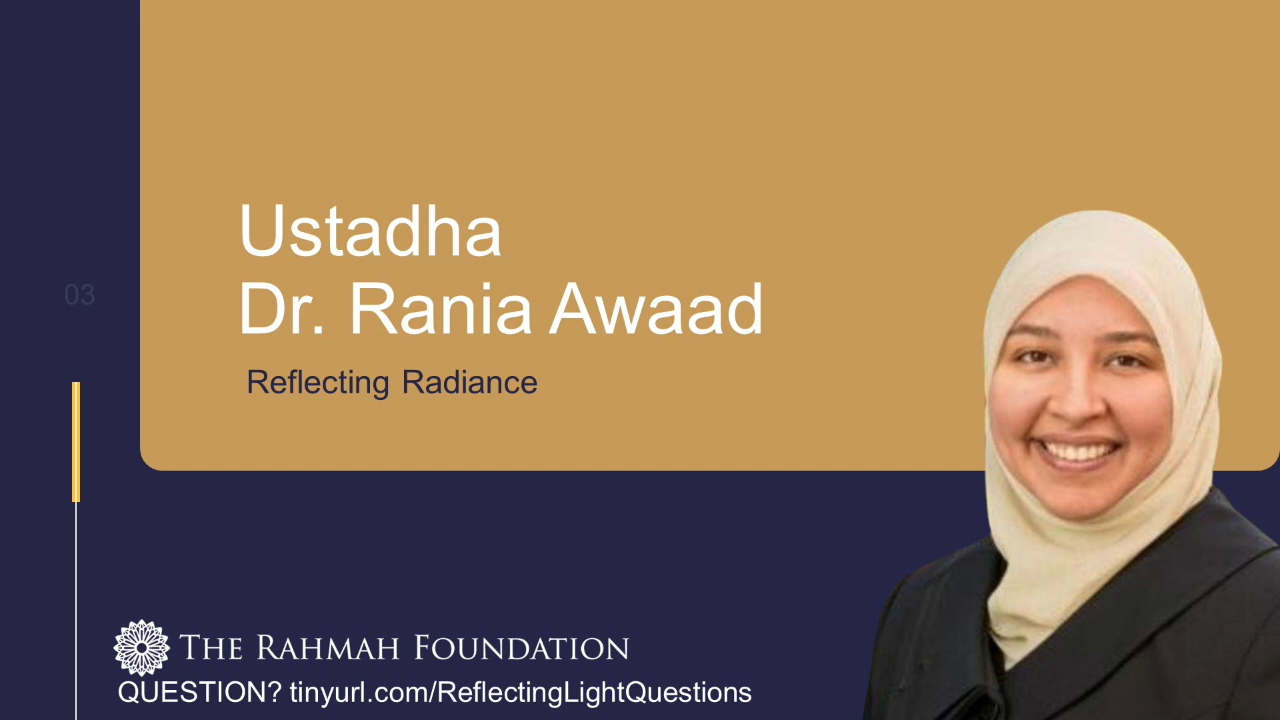 Ustadha
Dr. Rania Awaad
03
Reflecting Radiance
THE RAHMAH FOUNDATION
QUESTION? tinyurl.com/ReflectingLightQuestions